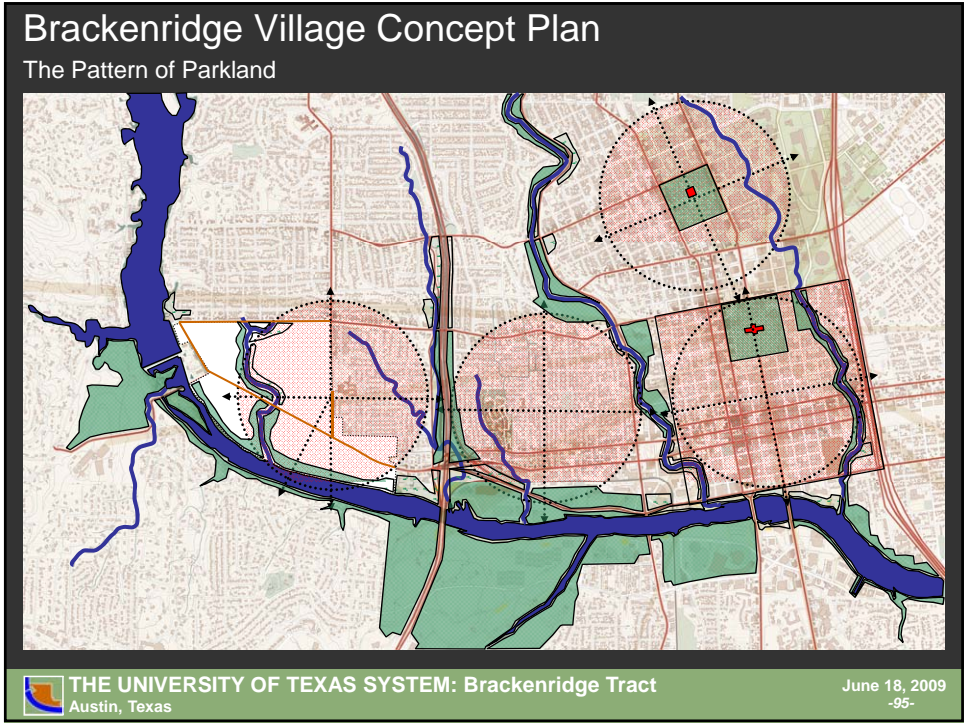 Brackenridge Village Concept Plan
The Pattern of Parkland
THE UNIVERSITY OF TEXAS SYSTEM: Brackenridge Tract
Austin, Texas
June 18, 2009
-95-